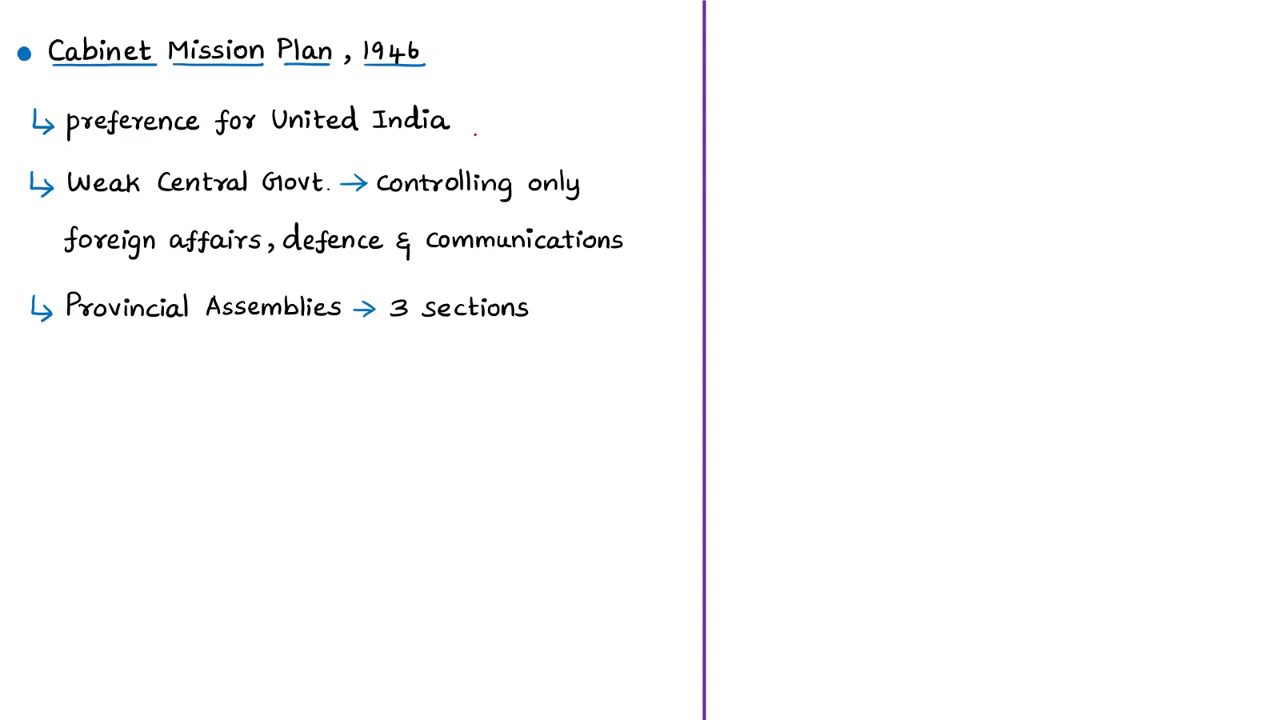 • Cabinet Mission Plan, 1946
↳ preference for United India
↳ Weak Central Govt. → controlling only
foreign affairs, defence & communications
↳ Provincial Assemblies → 3 sections